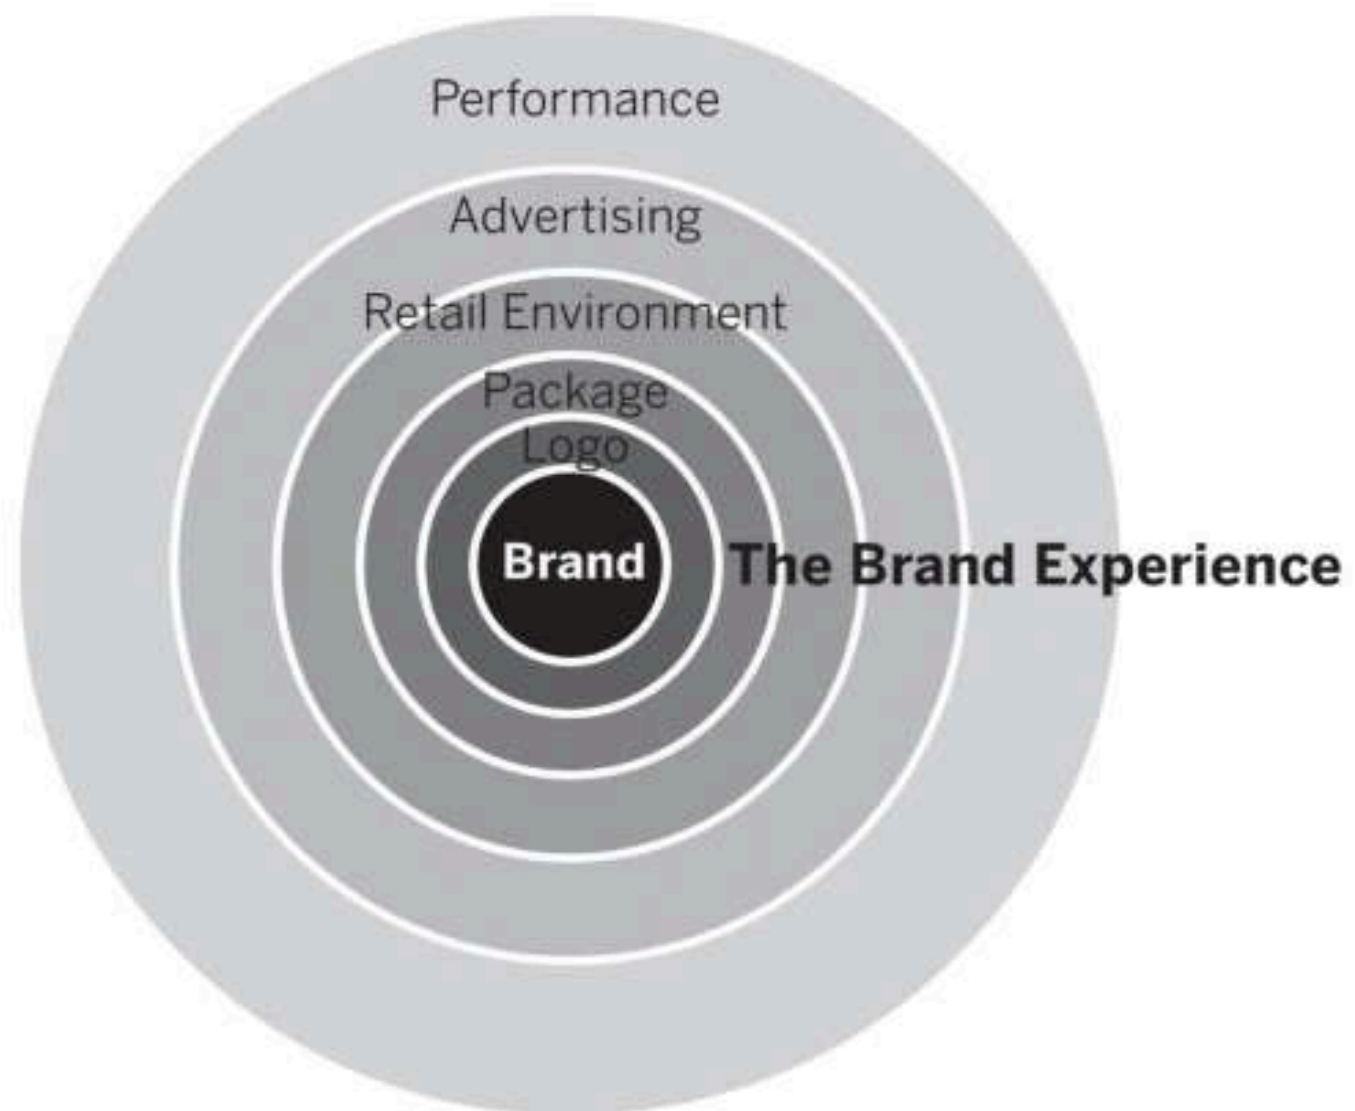 Performance
Advertising
Retail Environment
Package
Logo
Brand
The Brand Experience